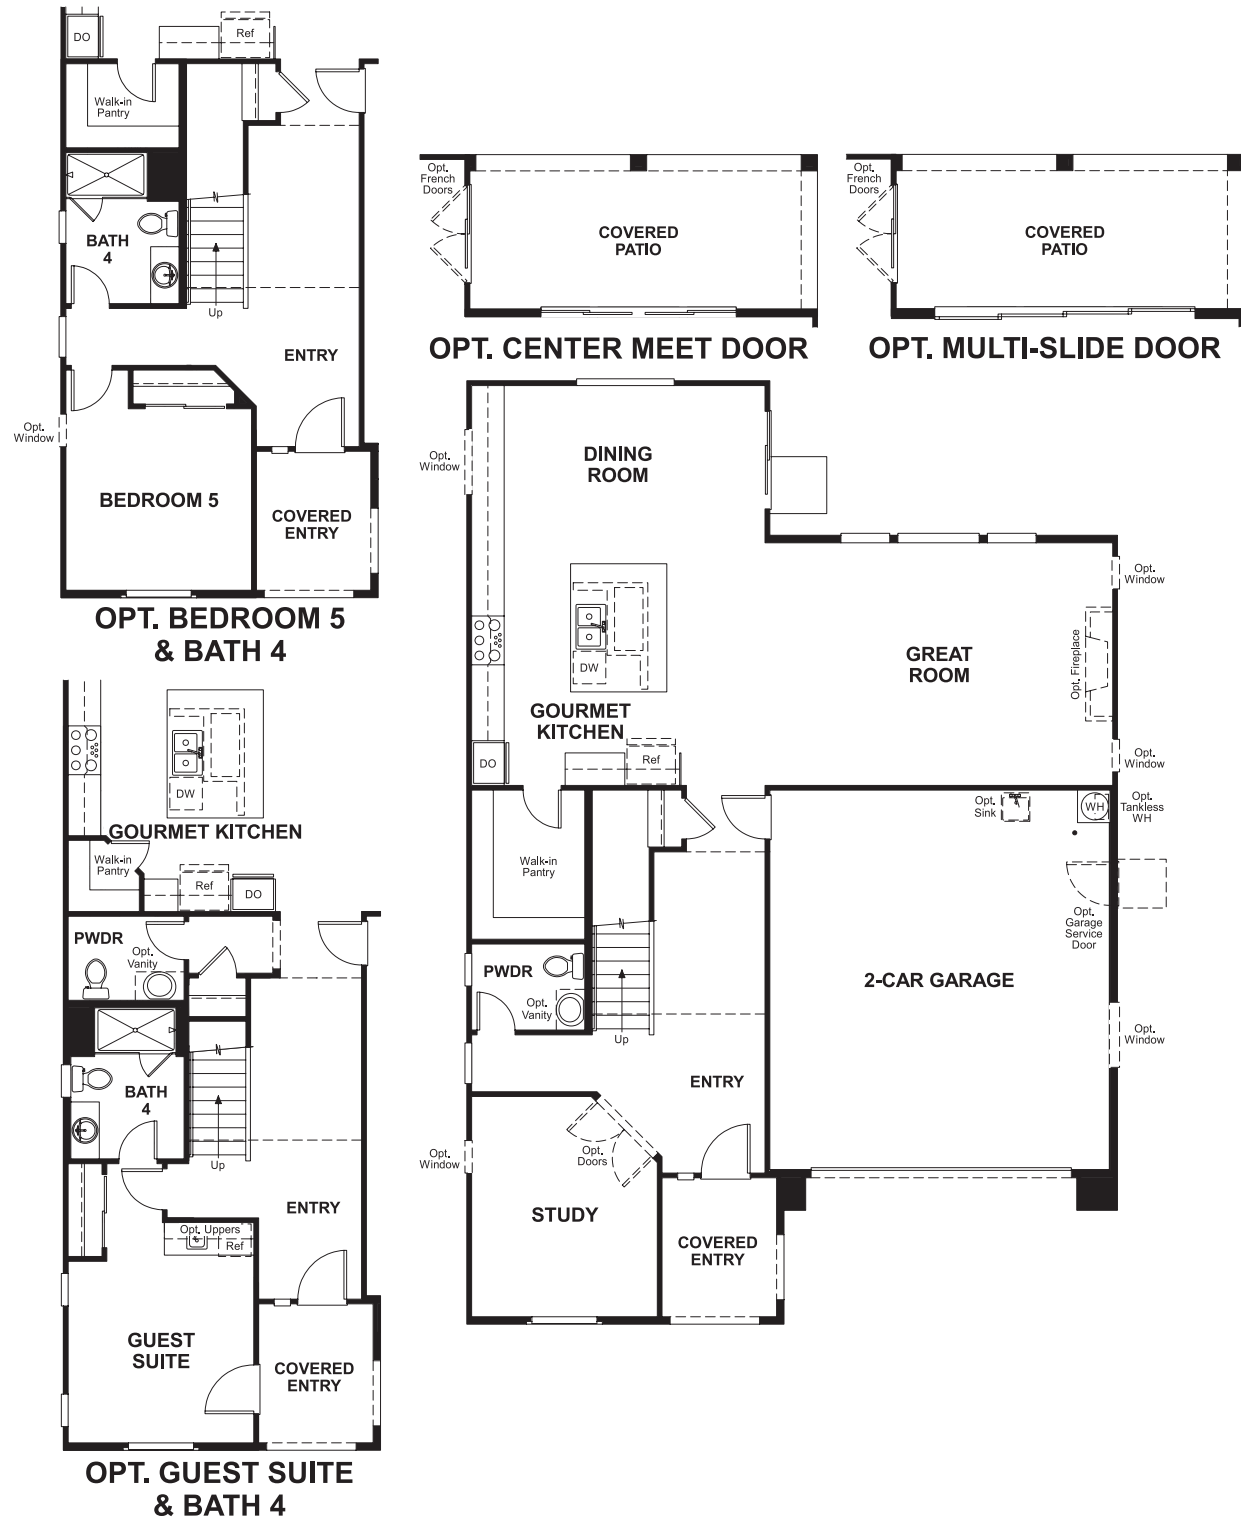 DO
Ref
Walk-in
Pantry
BATH
4
Up
ENTRY
Opt.
Window
BEDROOM 5
COVERED
ENTRY
OPT. BEDROOM 5
& BATH 4
Opt.
French
Doors
COVERED
PATIO
OPT. CENTER MEET DOOR
Opt.
French
Doors
COVERED
PATIO
OPT. MULTI-SLIDE DOOR
DW
GOURMET KITCHEN
Walk-in
Pantry
Ref
DO
PWDR
Opt.
Vanity
BATH
4
Up
ENTRY
Opt. Uppers
Ref
GUEST
SUITE
COVERED
ENTRY
OPT. GUEST SUITE
& BATH 4
Opt.
Window
DINING
ROOM
Opt.
Window
DW
GREAT
ROOM
Opt. Fireplace
GOURMET
KITCHEN
DO
Ref
Opt.
Window
Opt.
Sink
WH
Opt.
Tankless
WH
Walk-in
Pantry
Opt.
Garage
Service
Door
PWDR
Opt.
Vanity
2-CAR GARAGE
Up
Opt.
Window
ENTRY
Opt.
Window
Opt.
Doors
STUDY
COVERED
ENTRY